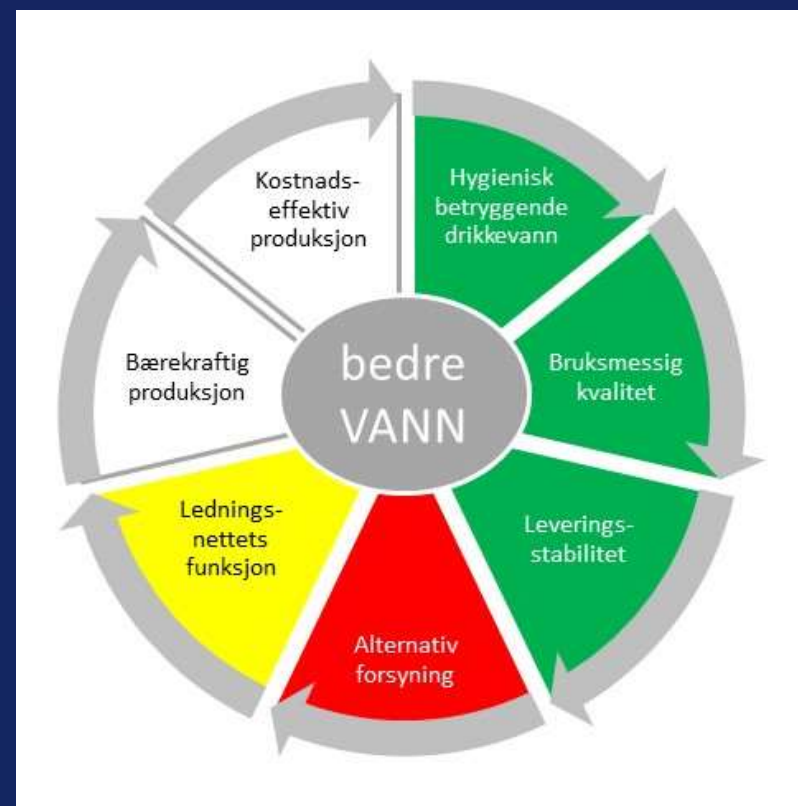 Kostnads-
effektiv
produksjon
Hygienisk
betryggende
drikkevann
Bærekraftig
produksjon
bedre
VANN
Bruksmessig
kvalitet
Lednings-
nettets
funksjon
Leverings-
stabilitet
Alternativ
forsyning